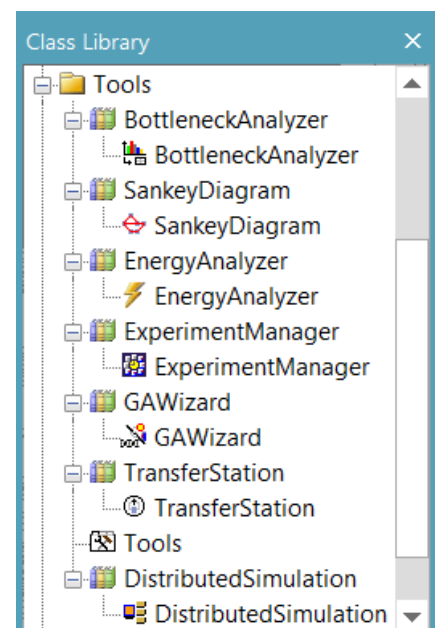 Class Library
Tools
BottleneckAnalyzer
BottleneckAnalyzer
SankeyDiagram
SankeyDiagram
EnergyAnalyzer
EnergyAnalyzer
ExperimentManager
ExperimentManager
GAWizard
GAWizard
TransferStation
TransferStation
Tools
DistributedSimulation
DistributedSimulation